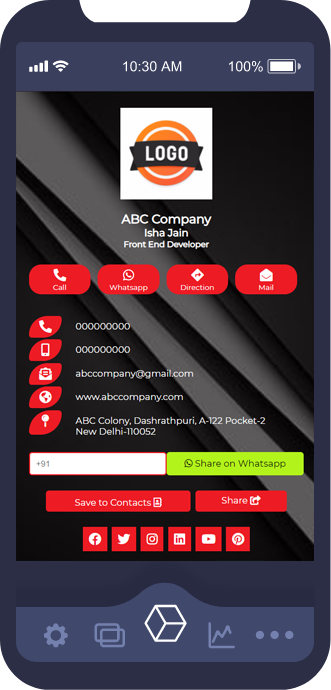 10:30 AM
100%
LOGO
ABC Company
Isha Jain
Front End Developer
Call
Whatsapp
Direction
Mail
000000000
000000000
abccompany@gmail.com
www.abccompany.com
ABC Colony, Dashrathpuri, A-122 Pocket-2
New Delhi-110052
+91
Share on Whatsapp
Save to Contacts
Share